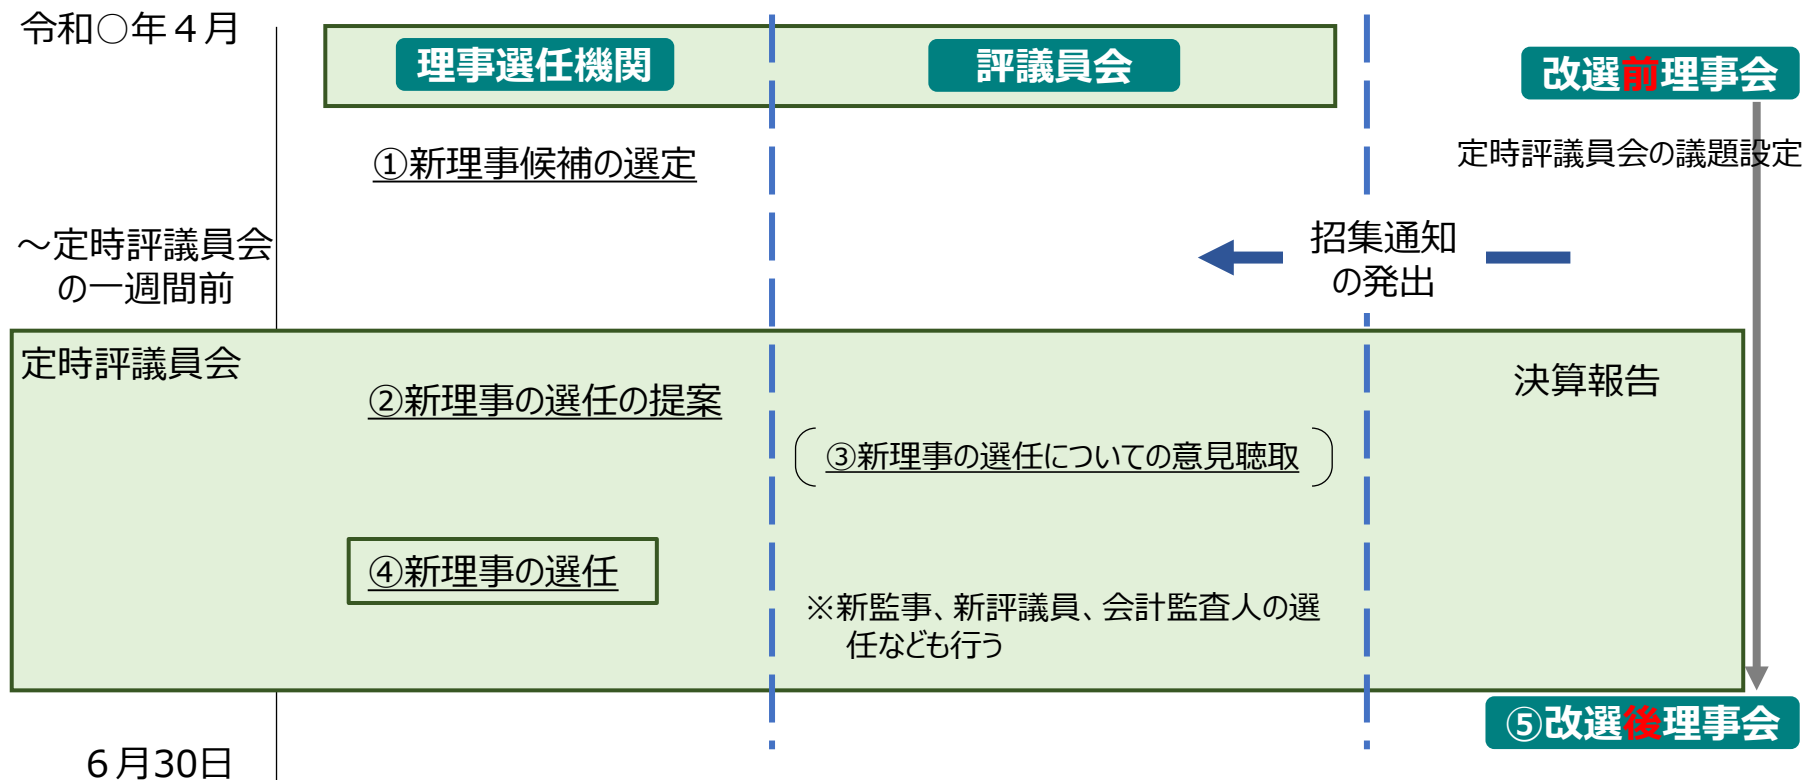 令和○年４月
理事選任機関
評議員会
改選前理事会
①新理事候補の選定
定時評議員会の議題設定
～定時評議員会
の一週間前
招集通知
の発出
定時評議員会
②新理事の選任の提案
決算報告
③新理事の選任についての意見聴取
④新理事の選任
※新監事、新評議員、会計監査人の選
任なども行う
⑤改選後理事会
６月30日